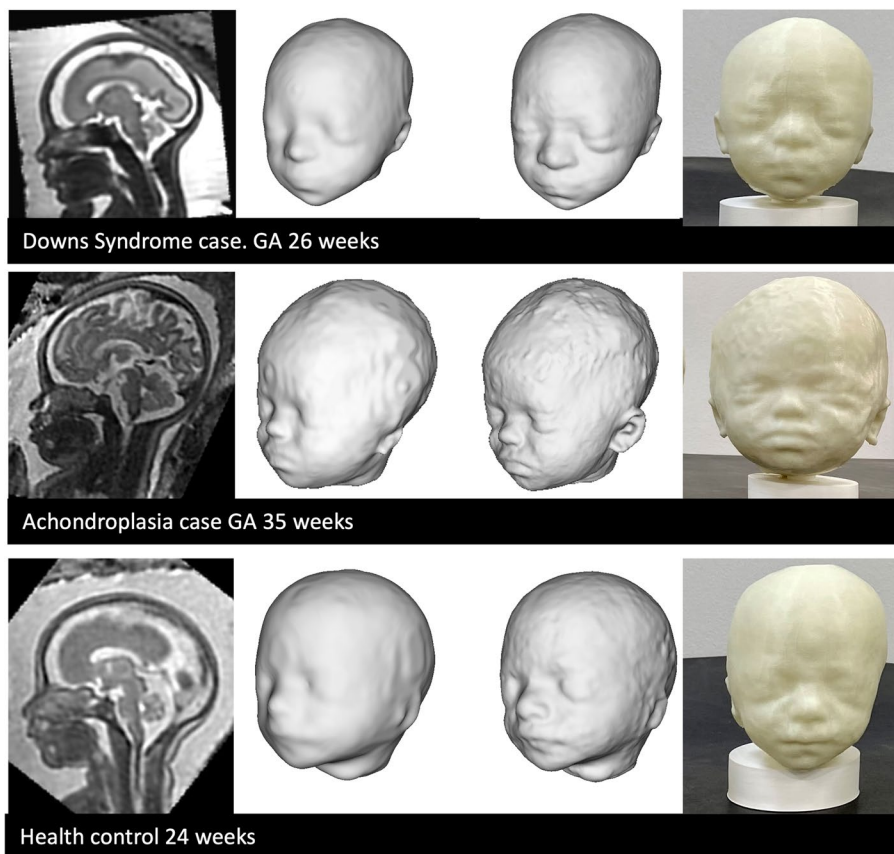 Downs Syndrome case. GA 26 weeks
Achondroplasia case GA 35 weeks
Health control 24 weeks